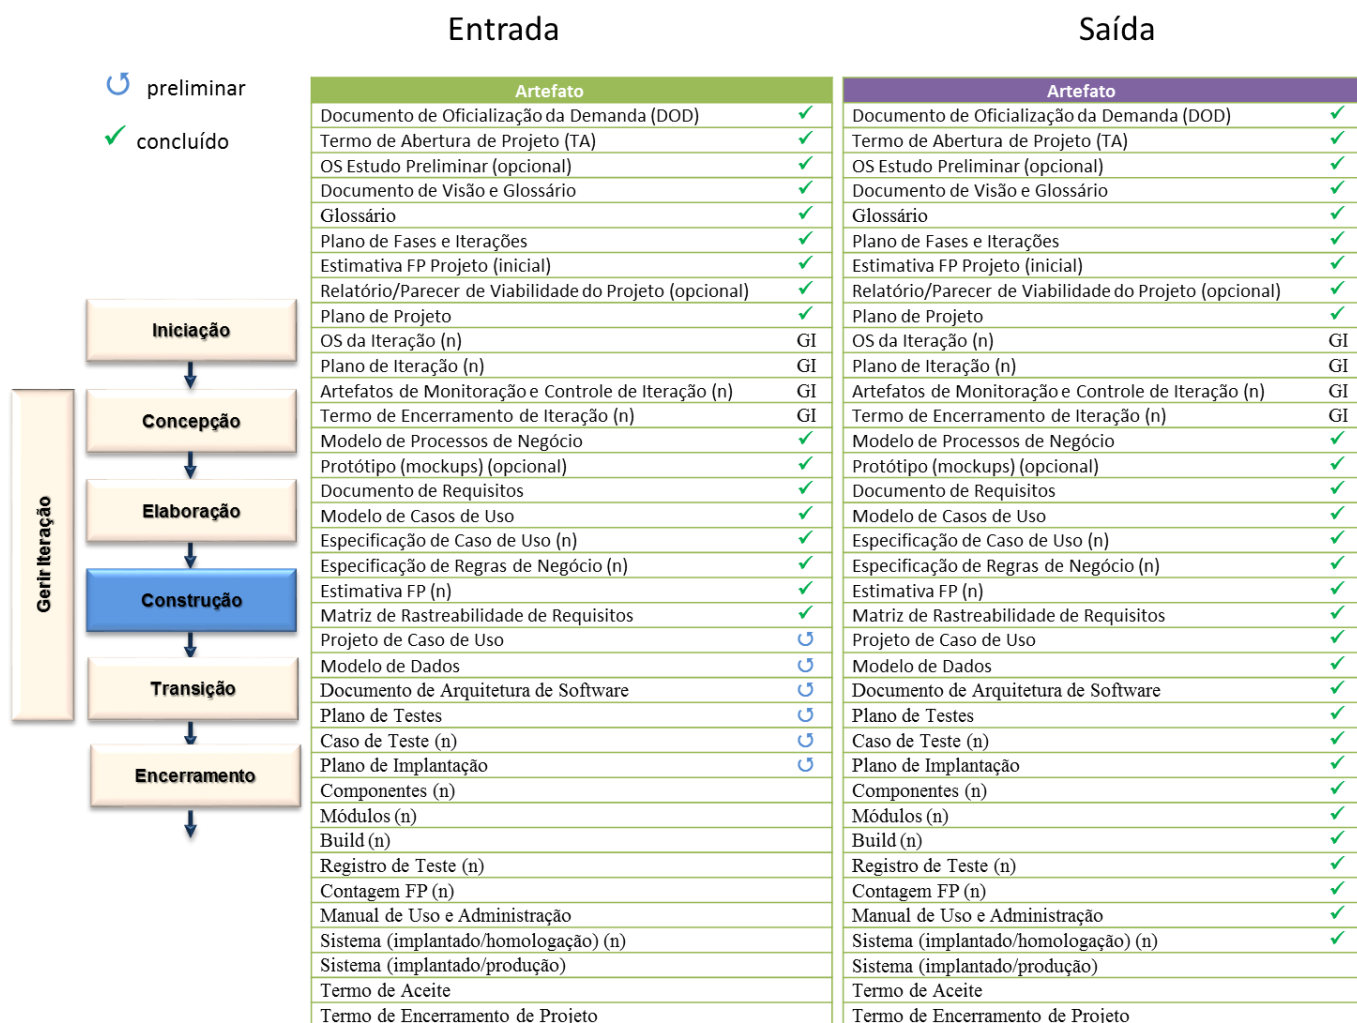 Entrada
Saída
preliminar
concluído
Iniciação
Concepção
Elaboração
Construção
Transição
Encerramento
Gerir Iteração
Artefato
Documento de Oficialização da Demanda (DOD)
Termo de Abertura de Projeto (TA)
OS Estudo Preliminar (opcional)
Documento de Visão e Glossário
Glossário
Plano de Fases e Iterações
Estimativa FP Projeto (inicial)
Relatório/Parecer de Viabilidade do Projeto (opcional)
Plano de Projeto
OS da Iteração (n) GI
Plano de Iteração (n) GI
Artefatos de Monitoração e Controle de Iteração (n) GI
Termo de Encerramento de Iteração (n) GI
Modelo de Processos de Negócio
Protótipo (mockups) (opcional)
Documento de Requisitos
Modelo de Casos de Uso
Especificação de Caso de Uso (n)
Especificação de Regras de Negócio (n)
Estimativa FP (n)
Matriz de Rastreabilidade de Requisitos
Projeto de Caso de Uso
Modelo de Dados
Documento de Arquitetura de Software
Plano de Testes
Caso de Teste (n)
Plano de Implantação
Componentes (n)
Módulos (n)
Build (n)
Registro de Teste (n)
Contagem FP (n)
Manual de Uso e Administração
Sistema (implantado/homologação) (n)
Sistema (implantado/produção)
Termo de Aceite
Termo de Encerramento de Projeto
Artefato
Documento de Oficialização da Demanda (DOD)
Termo de Abertura de Projeto (TA)
OS Estudo Preliminar (opcional)
Documento de Visão e Glossário
Glossário
Plano de Fases e Iterações
Estimativa FP Projeto (inicial)
Relatório/Parecer de Viabilidade do Projeto (opcional)
Plano de Projeto
OS da Iteração (n) GI
Plano de Iteração (n) GI
Artefatos de Monitoração e Controle de Iteração (n) GI
Termo de Encerramento de Iteração (n) GI
Modelo de Processos de Negócio
Protótipo (mockups) (opcional)
Documento de Requisitos
Modelo de Casos de Uso
Especificação de Caso de Uso (n)
Especificação de Regras de Negócio (n)
Estimativa FP (n)
Matriz de Rastreabilidade de Requisitos
Projeto de Caso de Uso
Modelo de Dados
Documento de Arquitetura de Software
Plano de Testes
Caso de Teste (n)
Plano de Implantação
Componentes (n)
Módulos (n)
Build (n)
Registro de Teste (n)
Contagem FP (n)
Manual de Uso e Administração
Sistema (implantado/homologação) (n)
Sistema (implantado/produção)
Termo de Aceite
Termo de Encerramento de Projeto